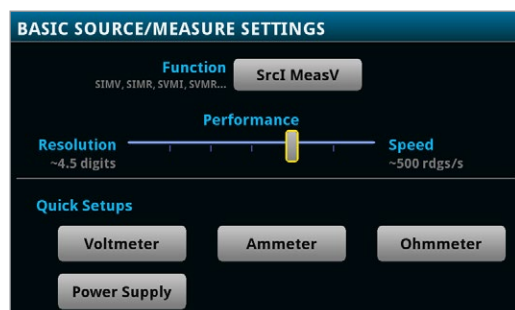 BASIC SOURCE/MEASURE SETTINGS
Function
SIMV, SIMR, SVMI, SVMR...
SrcI MeasV
Performance
Resolution
~4.5 digits
Speed
~500 rdgs/s
Quick Setups
Voltmeter
Ammeter
Ohmmeter
Power Supply